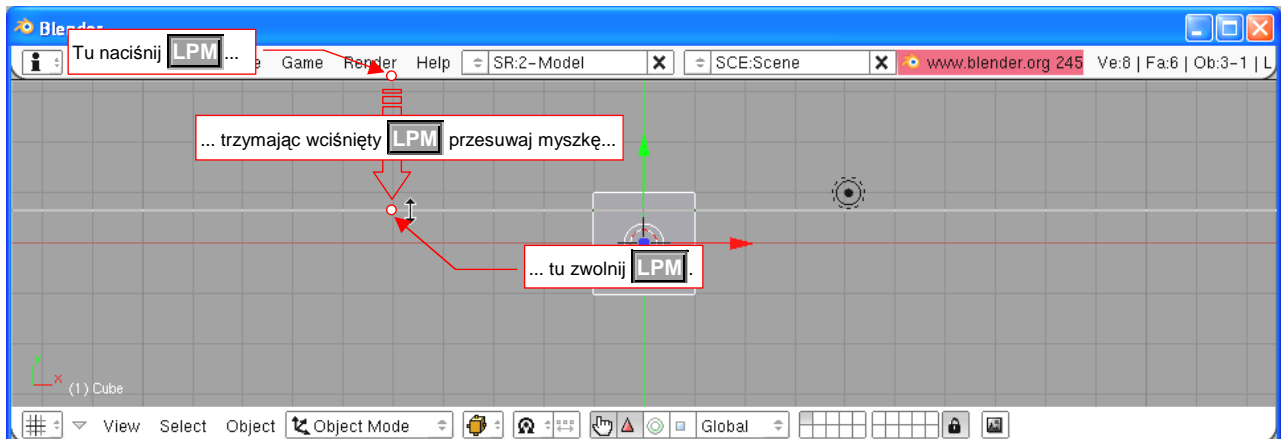 Blender
Tu naciśnij LPM...
Game Render Help SR:2-Model SCE:Scene www.blender.org 245 Ve:8 | Fa:6 | Ob:3-1 | L
... trzymając wciśnięty LPM przesuwaj myszkę...
... tu zwolnij LPM.
y
x
(1) Cube
View Select Object Object Mode Global